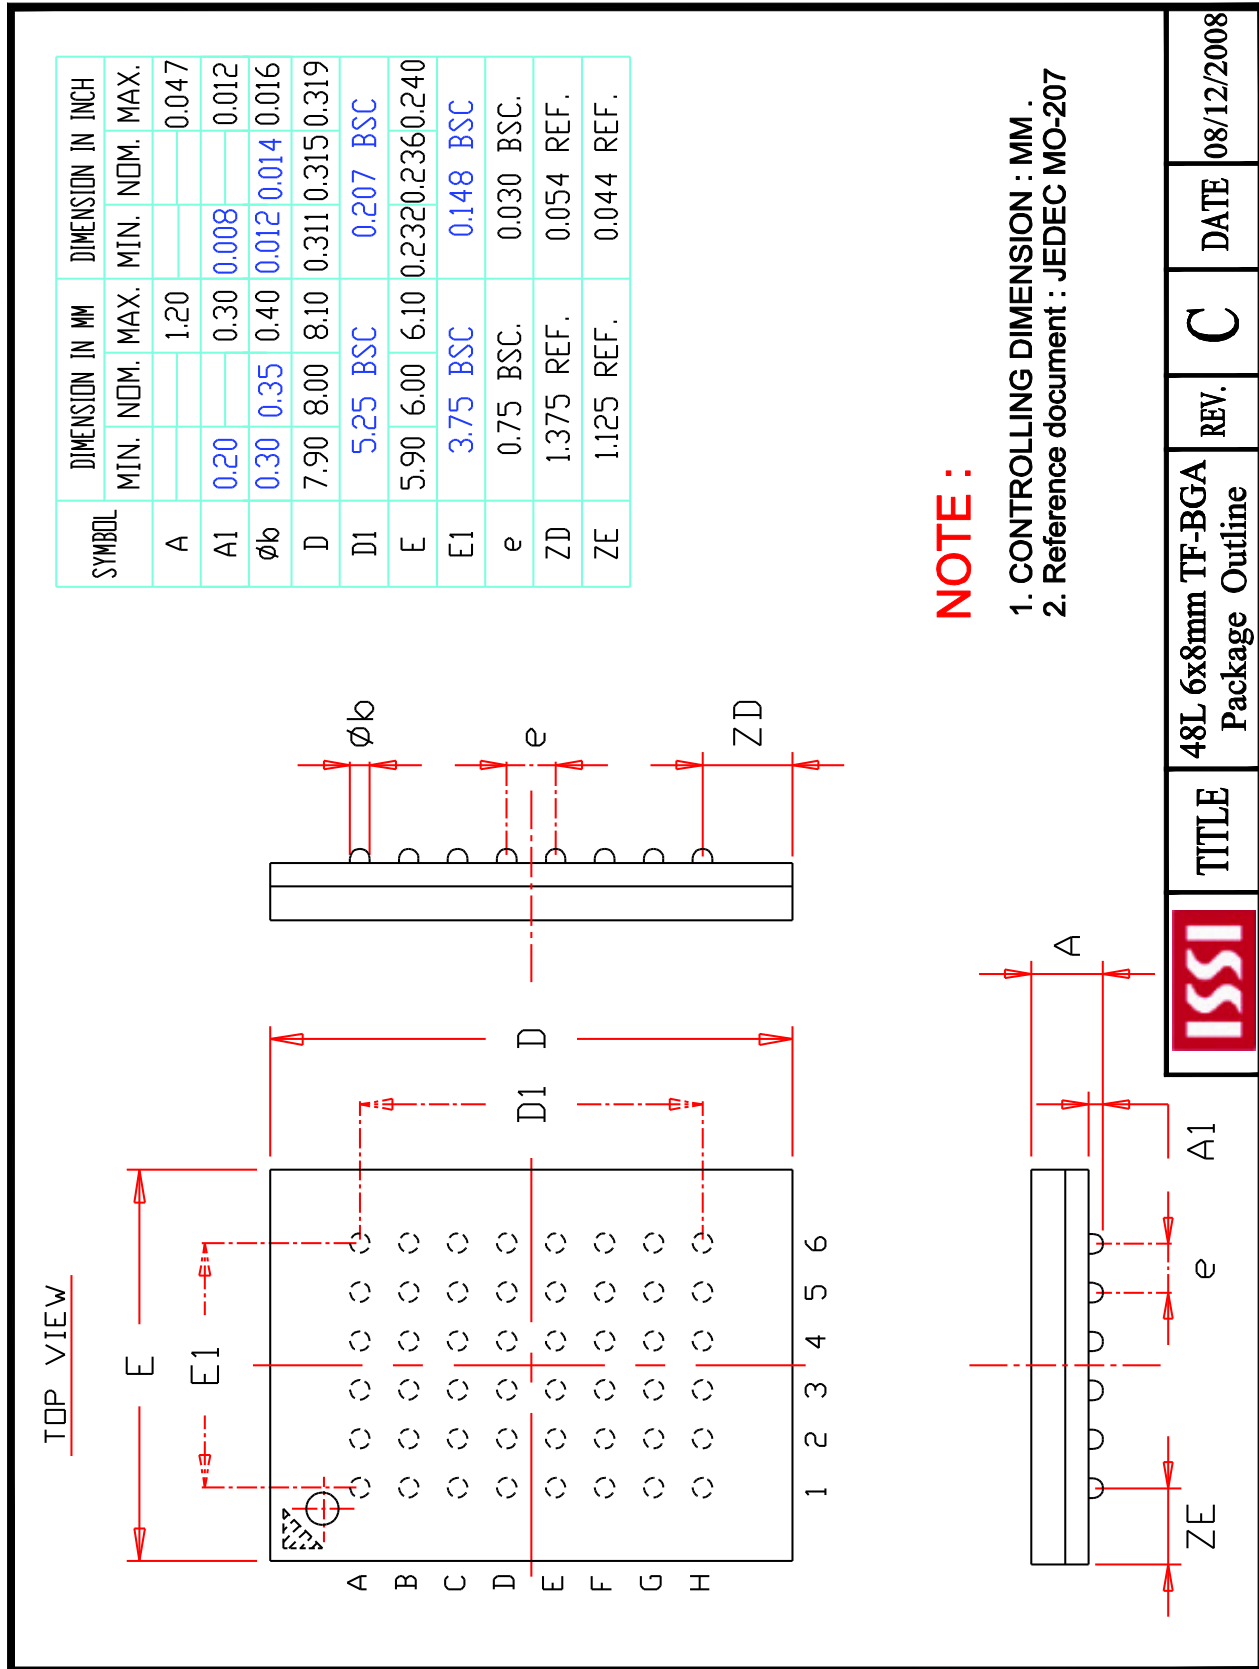 TOP VIEW
E
E1
A
B
C
D
E
F
G
H
1 2 3 4 5 6
D1
D
Øb
e
ZD
ZE
e
A1
A
SYMBOL DIMENSION IN MM DIMENSION IN INCH
MIN. NOM. MAX. MIN. NOM. MAX.
A 1.20 0.047
A1 0.20 0.30 0.008 0.012
Øb 0.30 0.35 0.40 0.012 0.014 0.016
D 7.90 8.00 8.10 0.311 0.315 0.319
D1 5.25 BSC 0.207 BSC
E 5.90 6.00 6.10 0.232 0.236 0.240
E1 3.75 BSC 0.148 BSC
e 0.75 BSC. 0.030 BSC.
ZD 1.375 REF. 0.054 REF.
ZE 1.125 REF. 0.044 REF.
NOTE :
1. CONTROLLING DIMENSION : MM .
2. Reference document : JEDEC MO-207
ISSI
TITLE
48L 6x8mm TF-BGA
Package Outline
REV.
C
DATE
08/12/2008